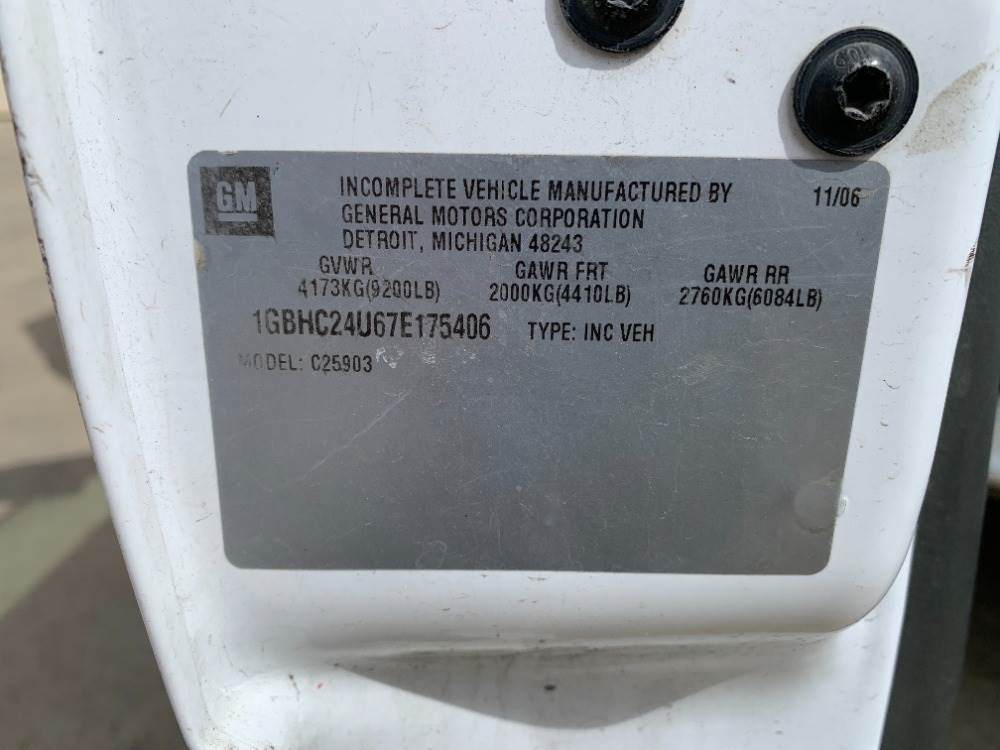 GM
INCOMPLETE VEHICLE MANUFACTURED BY 11/06
GENERAL MOTORS CORPORATION
DETROIT, MICHIGAN 48243
GVWR GAWR FRT GAWR RR
4173KG(9200LB) 2000KG(4410LB) 2760KG(6084LB)
1GBHC24U67E175406 TYPE: INC VEH
MODEL: C25903